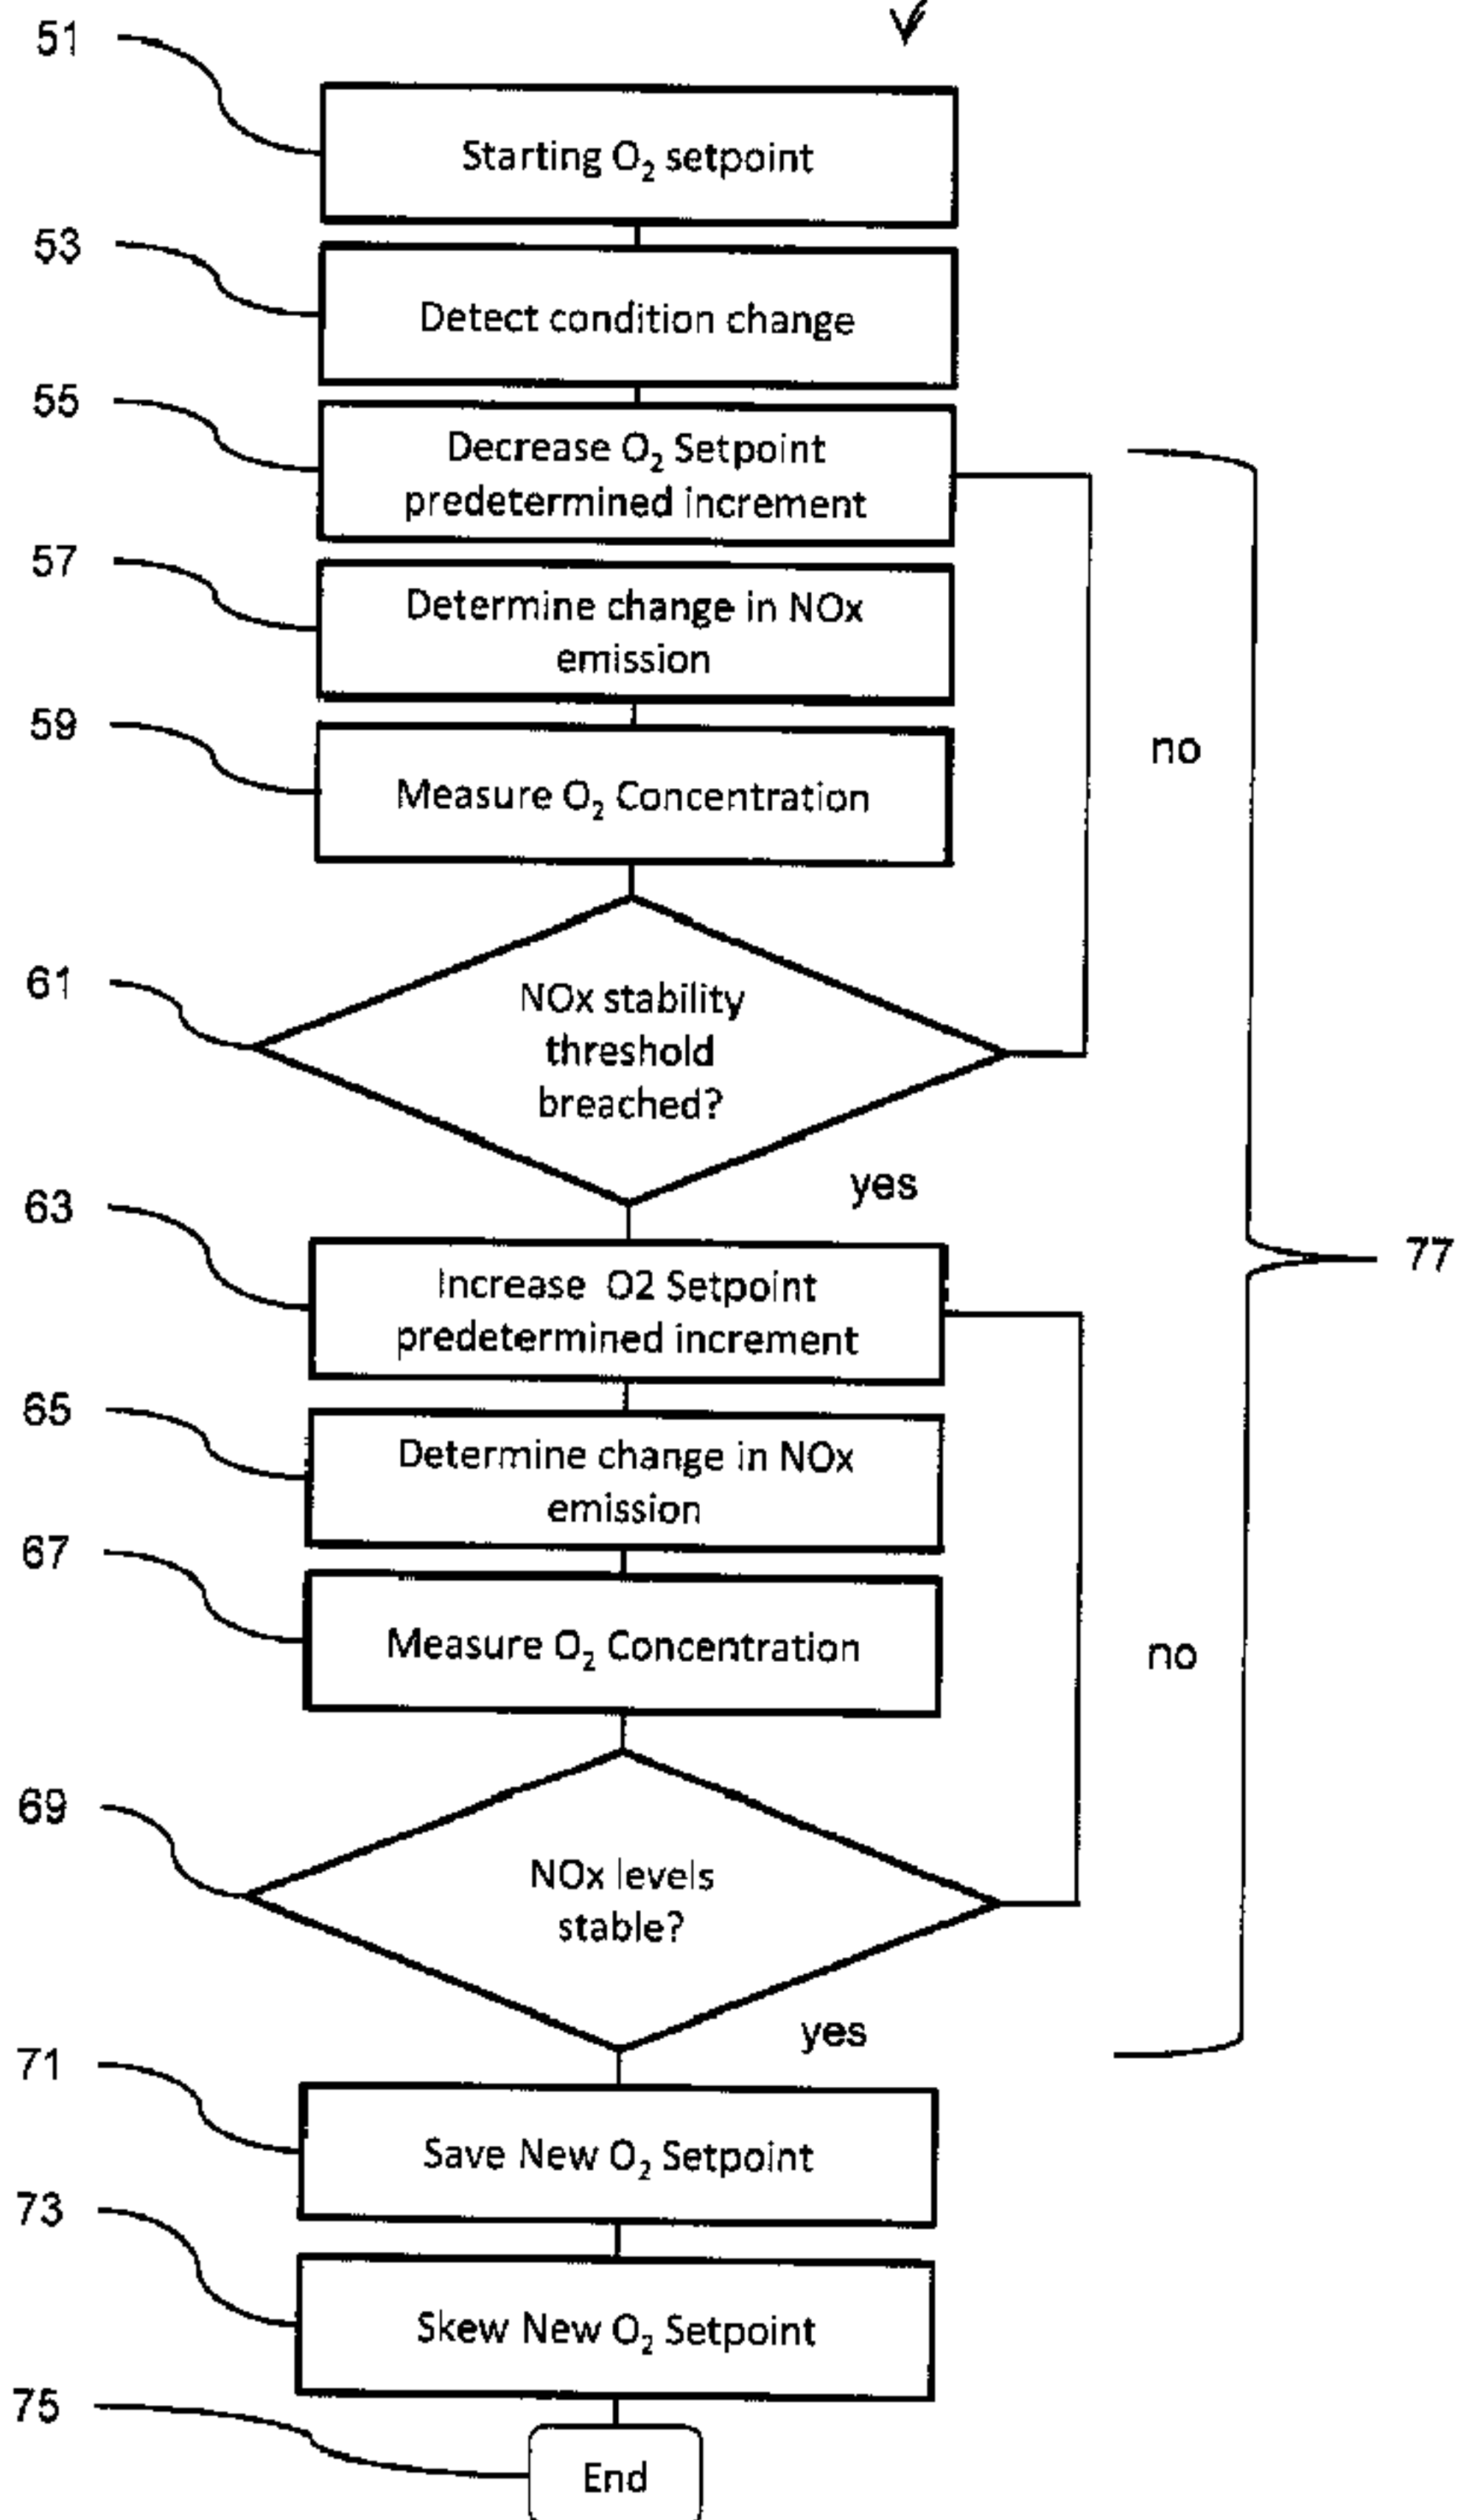 51
Starting O₂ setpoint
53
Detect condition change
55
Decrease O₂ Setpoint
predetermined increment
57
Determine change in NOx
emission
59
Measure O₂ Concentration
no
61
NOx stability
threshold
breached?
yes
63
Increase O2 Setpoint
predetermined increment
77
65
Determine change in NOx
emission
67
Measure O₂ Concentration
no
69
NOx levels
stable?
yes
71
Save New O₂ Setpoint
73
Skew New O₂ Setpoint
75
End